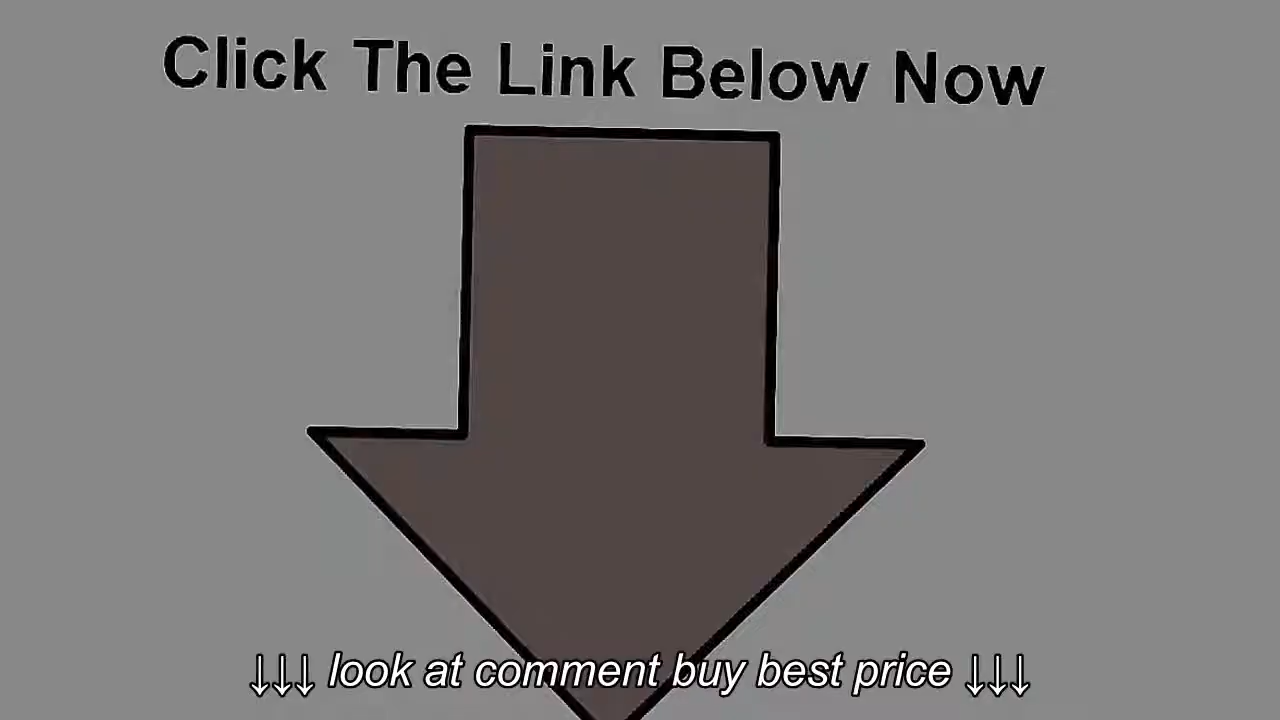 Click The Link Below Now
↓↓↓ look at comment buy best price ↓↓↓